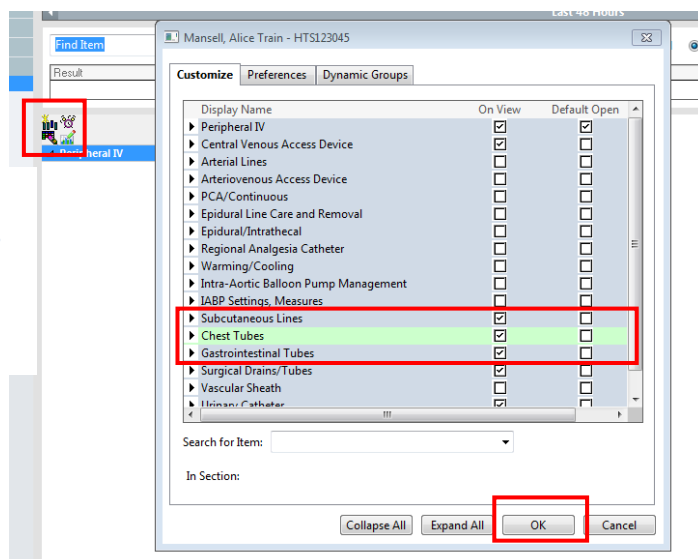 Last 48 Hours
Mansell, Alice Train - HTS123045
Find Item
Result
Customize Preferences Dynamic Groups
Display Name On View Default Open
Peripheral IV
Central Venous Access Device
Arterial Lines
Arteriovenous Access Device
PCA/Continuous
Epidural Line Care and Removal
Epidural/Intrathecal
Regional Analgesia Catheter
Warming/Cooling
Intra-Aortic Balloon Pump Management
IABP Settings, Measures
Subcutaneous Lines
Chest Tubes
Gastrointestinal Tubes
Surgical Drains/Tubes
Vascular Sheath
Urinary Catheter
Peripheral IV
Search for Item:
In Section:
Collapse All Expand All OK Cancel